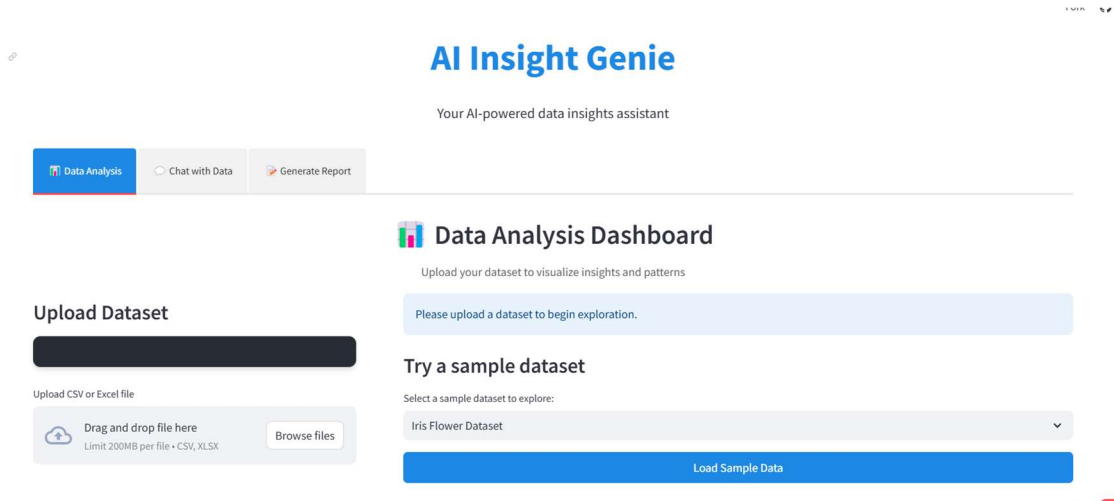 AI Insight Genie
Your AI-powered data insights assistant
Data Analysis
Chat with Data
Generate Report
Data Analysis Dashboard
Upload your dataset to visualize insights and patterns
Upload Dataset
Please upload a dataset to begin exploration.
Try a sample dataset
Upload CSV or Excel file
Select a sample dataset to explore:
Drag and drop file here
Limit 200MB per file • CSV, XLSX
Browse files
Iris Flower Dataset
Load Sample Data